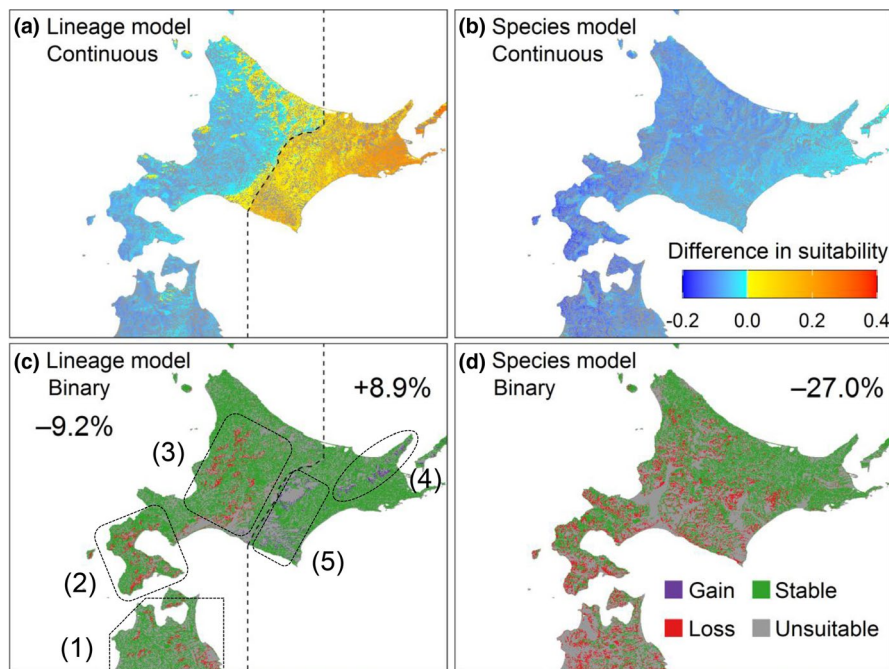 (a) Lineage model
Continuous
(b) Species model
Continuous
Difference in suitability
-0.2 0.0 0.2 0.4
(c) Lineage model
Binary
–9.2%
+8.9%
(3)
(4)
(2)
(5)
(1)
(d) Species model
Binary
–27.0%
Gain Stable
Loss Unsuitable